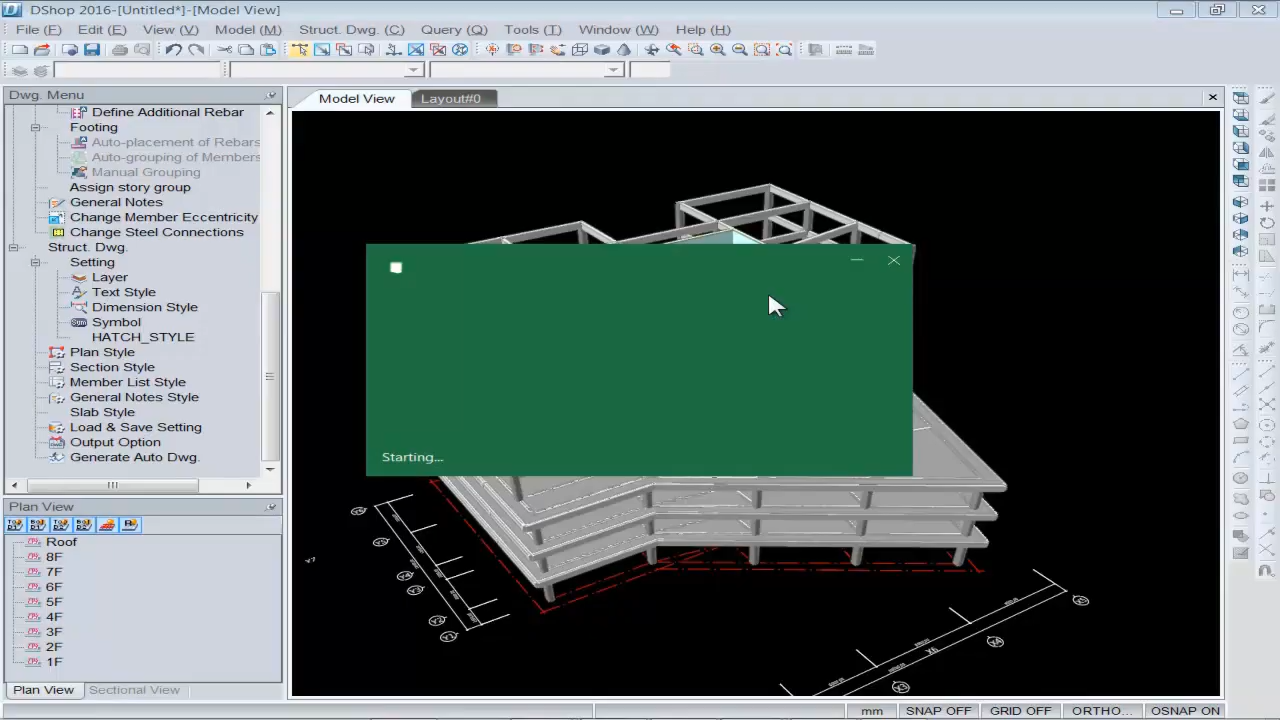 DShop 2016-[Untitled*]-[Model View]
File (F) Edit (E) View (V) Model (M) Struct. Dwg. (C) Query (Q) Tools (T) Window (W) Help (H)
Dwg. Menu
Define Additional Rebar
Footing
Auto-placement of Rebars
Auto-grouping of Members
Manual Grouping
Assign story group
General Notes
Change Member Eccentricity
Change Steel Connections
Struct. Dwg.
Setting
Layer
Text Style
Dimension Style
Symbol
HATCH_STYLE
Plan Style
Section Style
Member List Style
General Notes Style
Slab Style
Load & Save Setting
Output Option
Generate Auto Dwg.
Plan View
Roof
8F
7F
6F
5F
4F
3F
2F
1F
Plan View Sectional View
Model View Layout#0
Starting...
mm SNAP OFF GRID OFF ORTHO... OSNAP ON